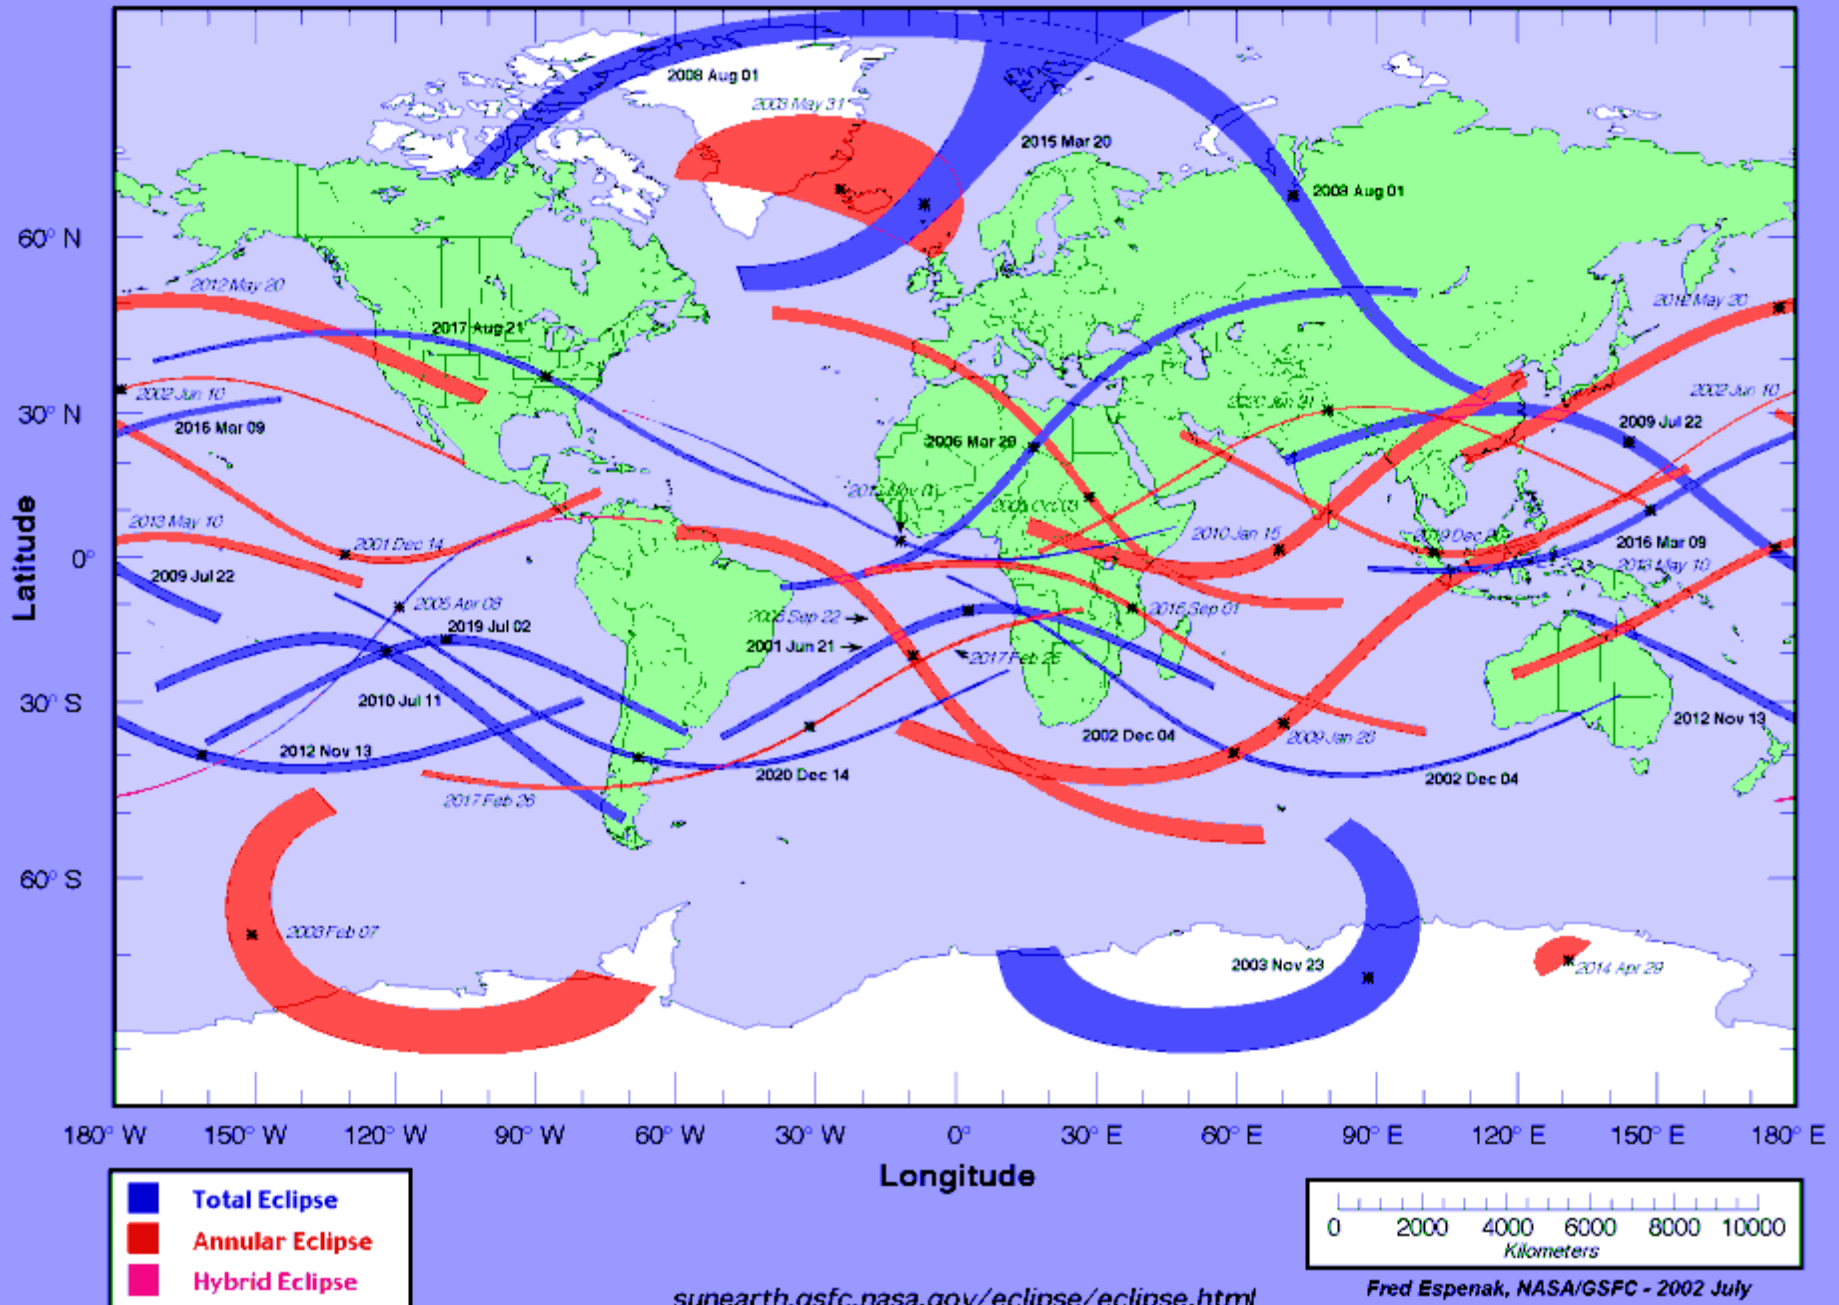 2008 Aug 01
2003 May 31
2015 Mar 20
2008 Aug 01
60° N
2012 May 20
2012 May 20
2017 Aug 21
2002 Jun 10
2002 Jun 10
30° N
2016 Mar 09
2009 Jul 22
2006 Mar 29
2013 May 10
2010 Jan 15
2001 Dec 14
2016 Mar 09
0°
2013 May 10
2009 Jul 22
2005 Apr 08
2016 Sep 01
Sep 22
2019 Jul 02
2001 Jun 21
2017 Feb 26
2010 Jul 11
30° S
2012 Nov 13
2002 Dec 04
2009 Jan 26
2012 Nov 13
2020 Dec 14
2002 Dec 04
2017 Feb 26
60° S
2008 Feb 07
2003 Nov 23
2014 Apr 29
Latitude
180° W 150° W 120° W 90° W 60° W 30° W 0° 30° E 60° E 90° E 120° E 150° E 180° E
Longitude
Total Eclipse
Annular Eclipse
Hybrid Eclipse
0 2000 4000 6000 8000 10000
Kilometers
Fred Espenak, NASA/GSFC - 2002 July
sunearth.gsfc.nasa.gov/eclipse/eclipse.html